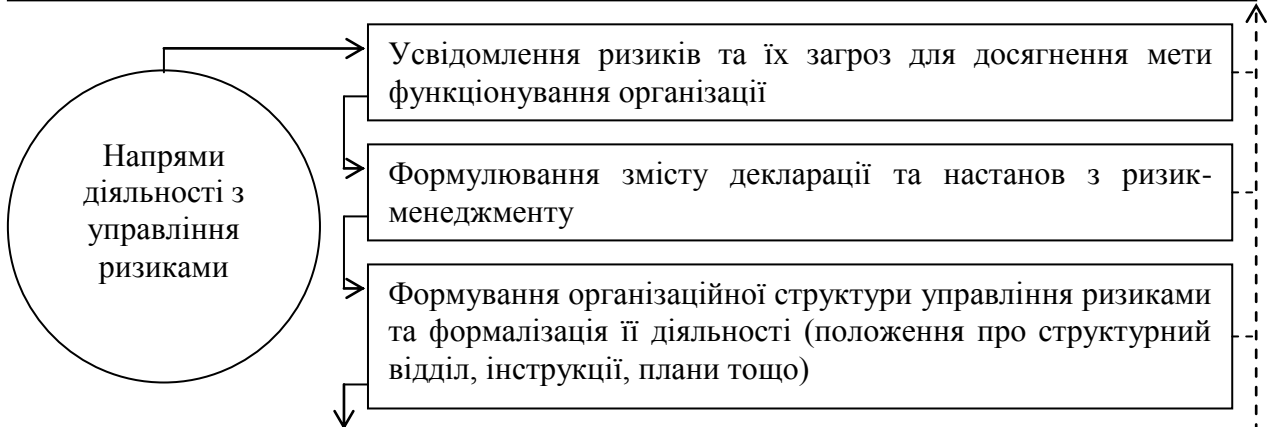 Усвідомлення ризиків та їх загроз для досягнення мети
функціонування організації
Напрями
діяльності з
управління
ризиками
Формулювання змісту декларації та настанов з ризик-
менеджменту
Формування організаційної структури управління ризиками
та формалізація її діяльності (положення про структурний
відділ, інструкції, плани тощо)